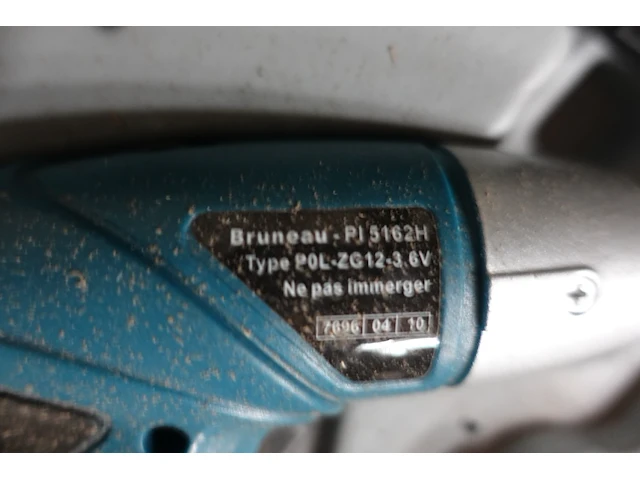 Bruneau - PJ 5162H
Type P0L-ZG12-3,6V
Ne pas immerger
7696 04 10